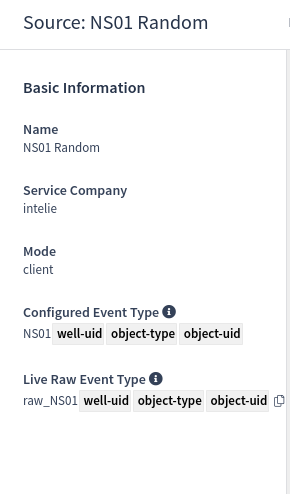 Source: NS01 Random
Basic Information
Name
NS01 Random
Service Company
intelie
Mode
client
Configured Event Type
NS01 well-uid object-type object-uid
Live Raw Event Type
raw_NS01 well-uid object-type object-uid